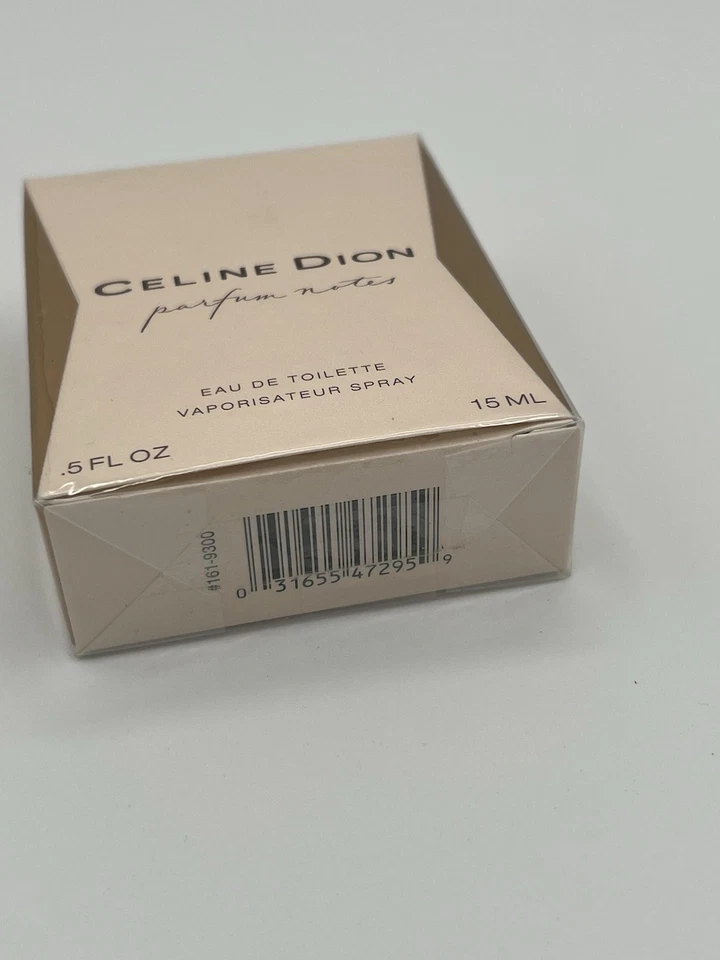 CELINE DION
parfum notes
EAU DE TOILETTE
VAPORISATEUR SPRAY
.5 FL OZ
15 ML
#161-9300
0 31655 47295 9